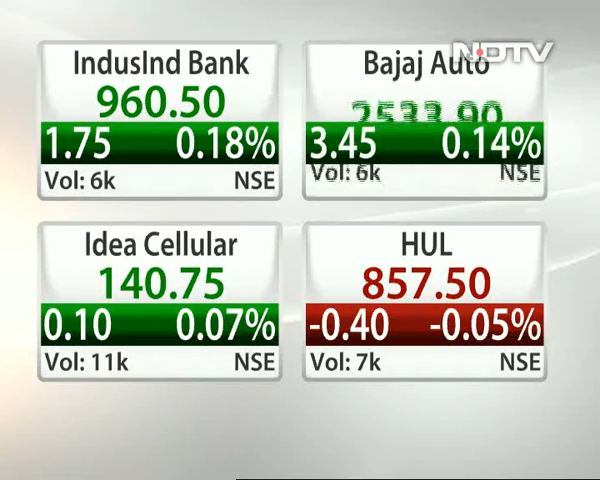 NDTV
IndusInd Bank
960.50
1.75 0.18%
Vol: 6k NSE
Bajaj Auto
2533.90
3.45 0.14%
Vol: 6k NSE
Idea Cellular
140.75
0.10 0.07%
Vol: 11k NSE
HUL
857.50
-0.40 -0.05%
Vol: 7k NSE